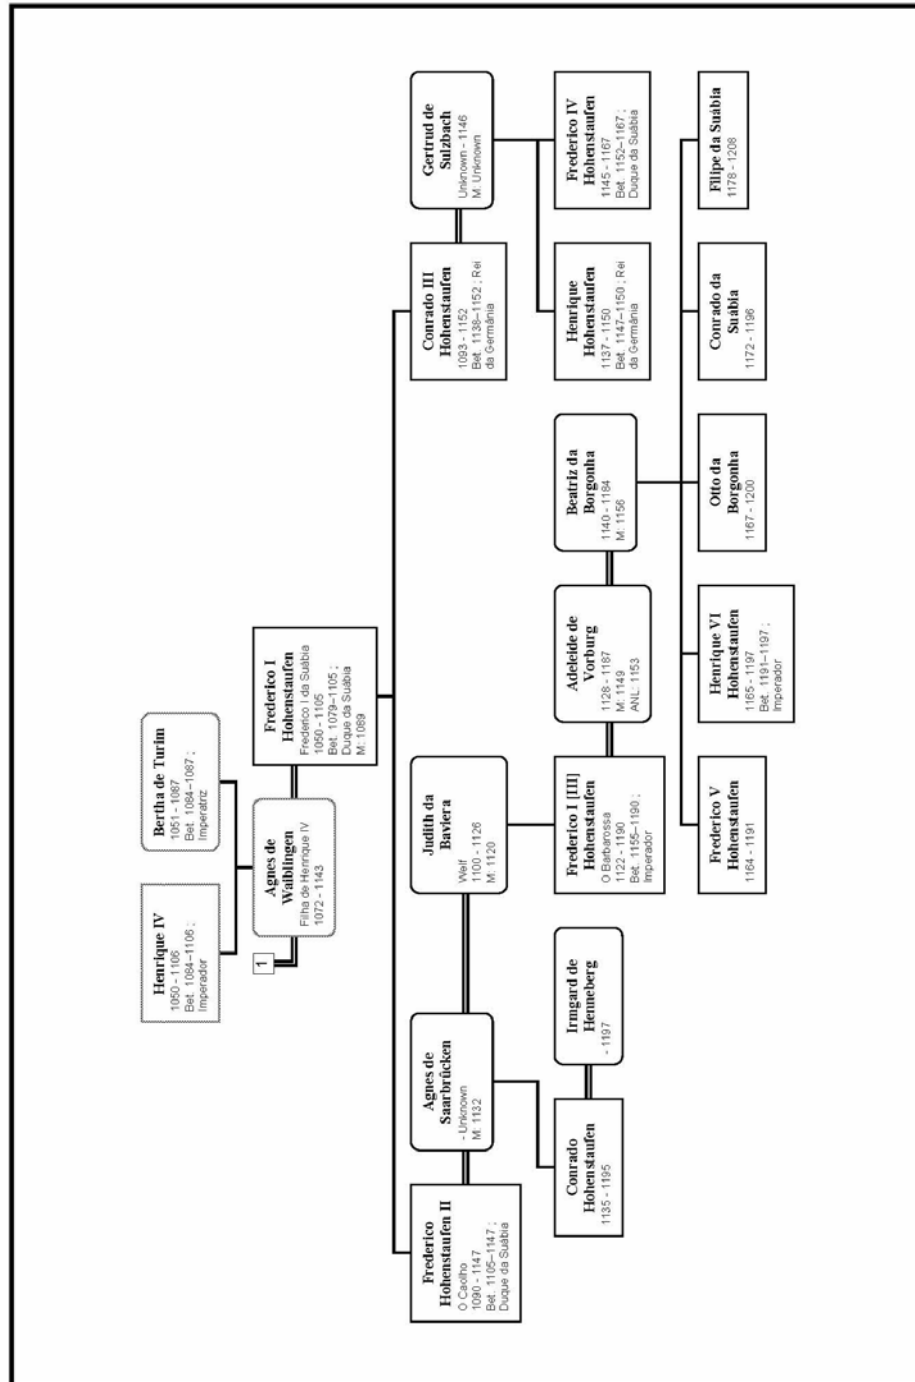 Henrique IV
1050 - 1106
Bet. 1084–1106 ;
Imperador
Bertha de Turim
1051 - 1087
Bet. 1084–1087 ;
Imperatriz
1
Agnes de
Waiblingen
Filha de Henrique IV
1072 - 1143
Frederico I
Hohenstaufen
Frederico I da Suábia
1050 - 1105
Bet. 1079–1105 ;
Duque da Suábia
M: 1089
Frederico
Hohenstaufen II
O Caolho
1090 - 1147
Bet. 1105–1147 ;
Duque da Suábia
Agnes de
Saarbrücken
- Unknown
M: 1132
Judith da
Baviera
Welf
1100 - 1126
M: 1120
Conrado III
Hohenstaufen
1093 - 1152
Bet. 1138–1152 ; Rei
da Germânia
Gertrud de
Sulzbach
Unknown - 1146
M: Unknown
Conrado
Hohenstaufen
1135 - 1195
Irmgard de
Henneberg
- 1197
Frederico I [III]
Hohenstaufen
O Barbarossa
1122 - 1190
Bet. 1155–1190 ;
Imperador
Adeleide de
Vorburg
1128 - 1187
M: 1149
ANL: 1153
Beatriz da
Borgonha
1140 - 1184
M: 1156
Henrique
Hohenstaufen
1137 - 1150
Bet. 1147–1150 ; Rei
da Germânia
Frederico IV
Hohenstaufen
1145 - 1167
Bet. 1152–1167 ;
Duque da Suábia
Frederico V
Hohenstaufen
1164 - 1191
Henrique VI
Hohenstaufen
1165 - 1197
Bet. 1191–1197 ;
Imperador
Otto da
Borgonha
1167 - 1200
Conrado da
Suábia
1172 - 1196
Filipe da Suábia
1178 - 1208